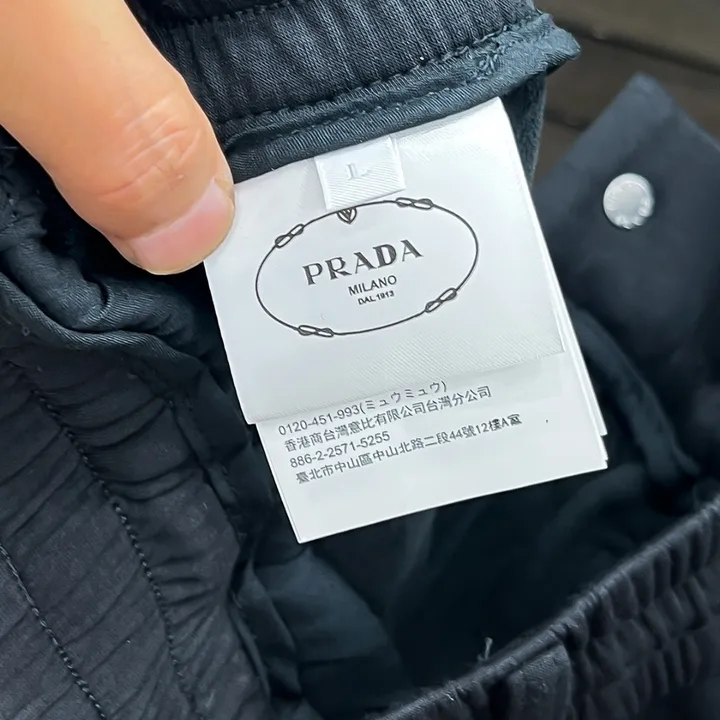 L
PRADA
MILANO
DAL 1913
0120-451-993(ミュウミュウ)
香港商台灣意比有限公司台灣分公司
886-2-2571-5255
臺北市中山區中山北路二段44號12樓A室